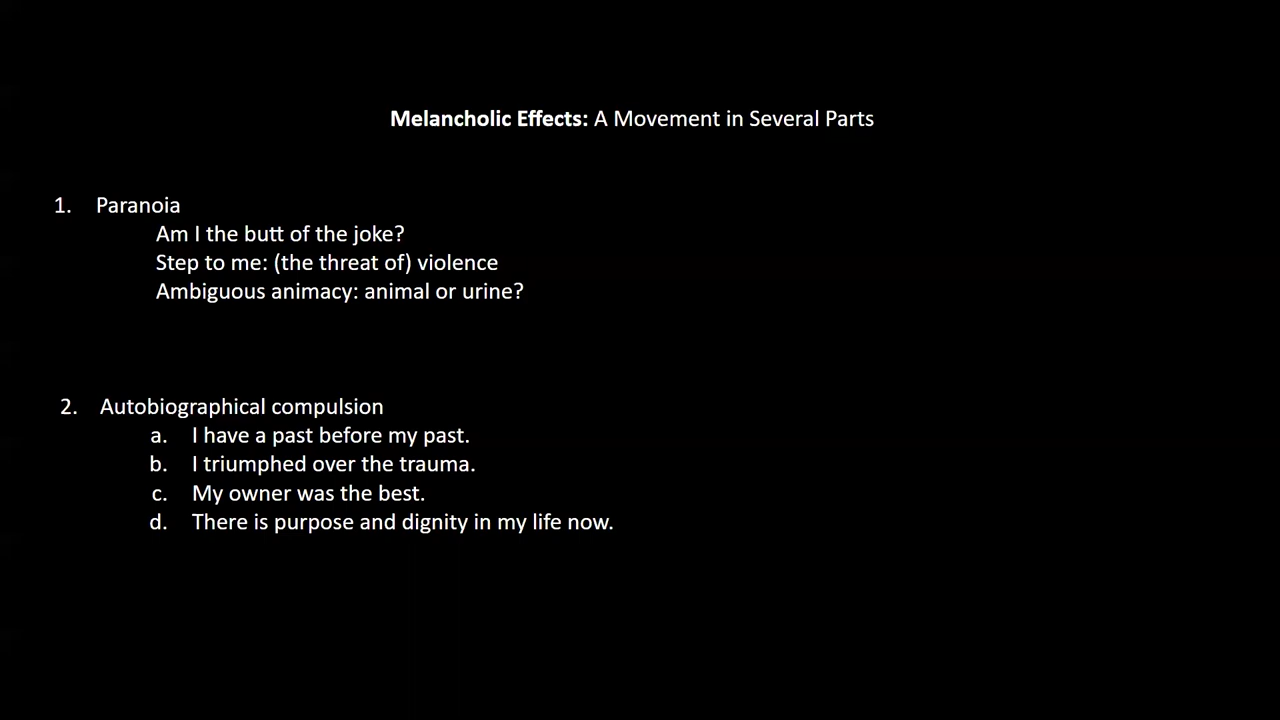 Melancholic Effects: A Movement in Several Parts
1. Paranoia
Am I the butt of the joke?
Step to me: (the threat of) violence
Ambiguous animacy: animal or urine?
2. Autobiographical compulsion
a. I have a past before my past.
b. I triumphed over the trauma.
c. My owner was the best.
d. There is purpose and dignity in my life now.